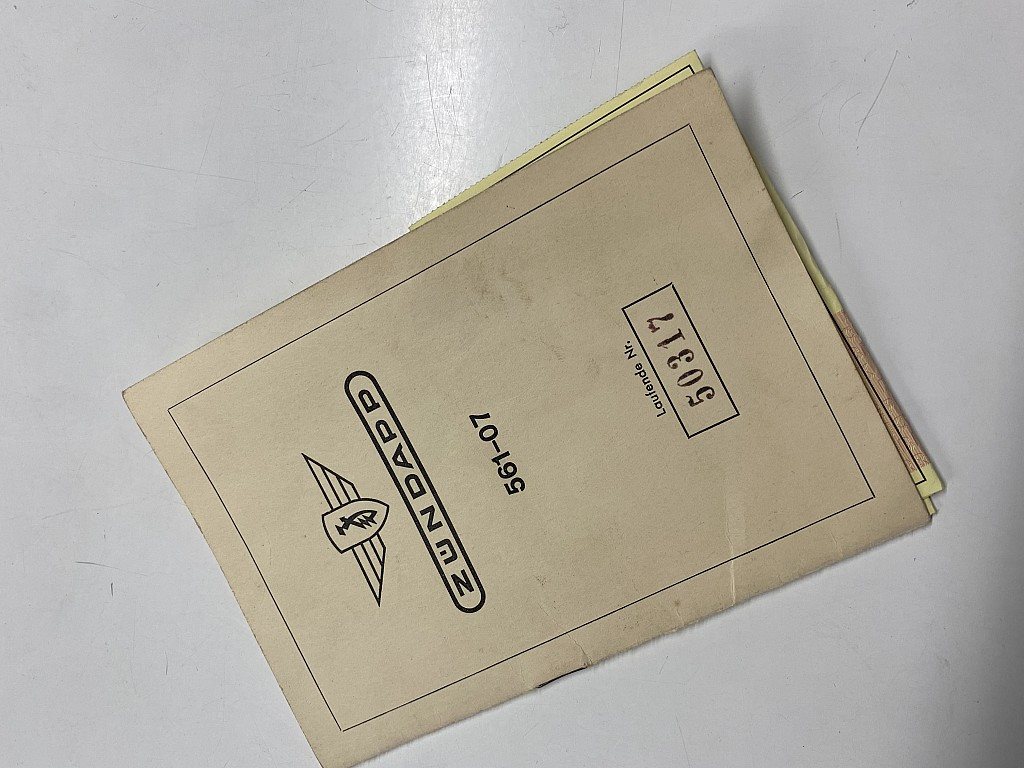 ZÜNDAPP
561-07
Laufende Nr.
50317